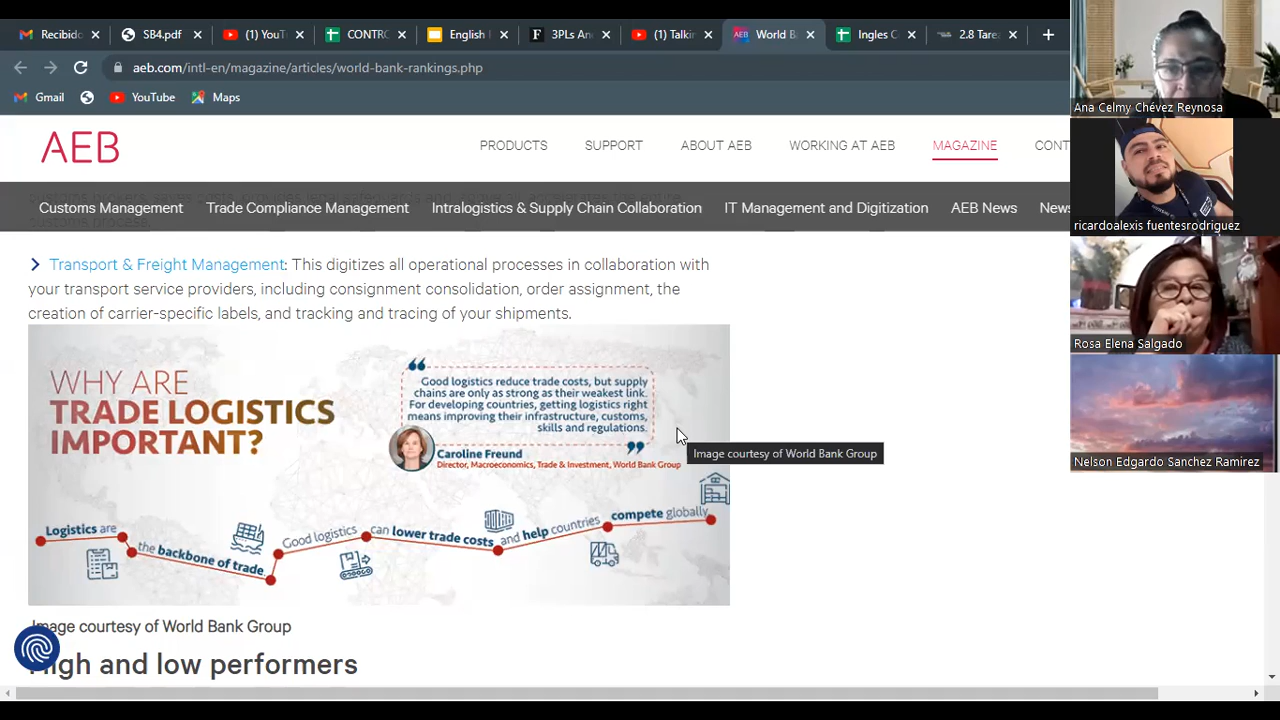 Recibido
SB4.pdf
(1) YouT
CONTRO
English
3PLs An
(1) Talkin
World B
Ingles C
2.8 Tare
aeb.com/intl-en/magazine/articles/world-bank-rankings.php
Gmail
YouTube
Maps
AEB
PRODUCTS
SUPPORT
ABOUT AEB
WORKING AT AEB
MAGAZINE
CONT
Customs Management
Trade Compliance Management
Intralogistics & Supply Chain Collaboration
IT Management and Digitization
AEB News
News
customs process.
Transport & Freight Management: This digitizes all operational processes in collaboration with
your transport service providers, including consignment consolidation, order assignment, the
creation of carrier-specific labels, and tracking and tracing of your shipments.
WHY ARE
TRADE LOGISTICS
IMPORTANT?
Good logistics reduce trade costs, but supply
chains are only as strong as their weakest link.
For developing countries, getting logistics right
means improving their infrastructure, customs,
skills and regulations.
Caroline Freund
Director, Macroeconomics, Trade & Investment, World Bank Group
Image courtesy of World Bank Group
Logistics are
the backbone of trade.
Good logistics
can lower trade costs
and help countries
compete globally.
Image courtesy of World Bank Group
High and low performers
Ana Celmy Chévez Reynosa
ricardoalexis fuentesrodriguez
Rosa Elena Salgado
Nelson Edgardo Sanchez Ramirez